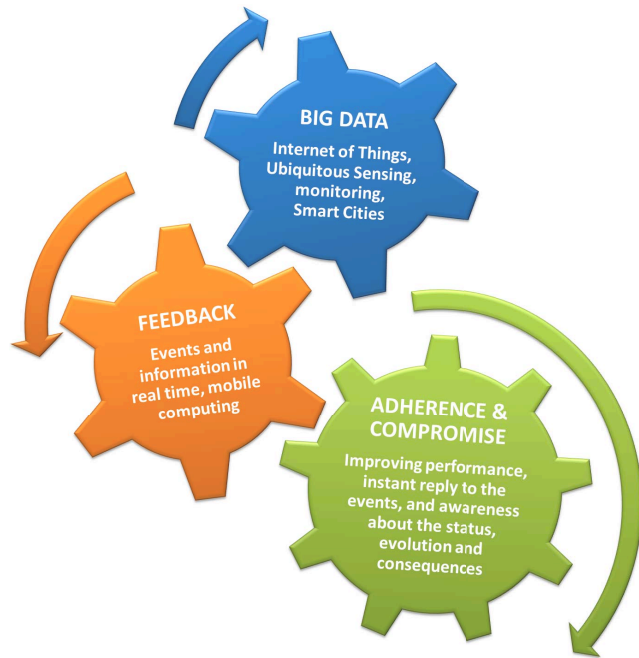 BIG DATA
Internet of Things,
Ubiquitous Sensing,
monitoring,
Smart Cities
FEEDBACK
Events and
information in
real time, mobile
computing
ADHERENCE &
COMPROMISE
Improving performance,
instant reply to the
events, and awareness
about the status,
evolution and
consequences